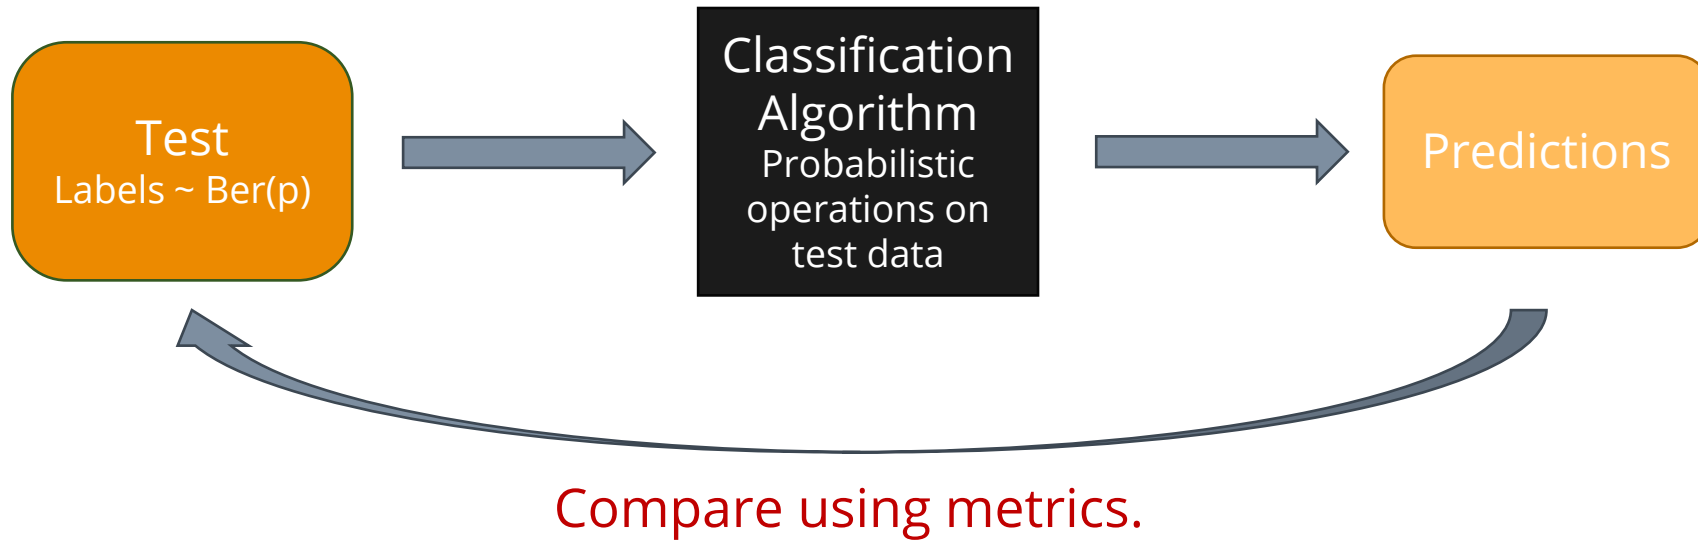 Test
Labels ~ Ber(p)
Classification
Algorithm
Probabilistic
operations on
test data
Predictions
Compare using metrics.